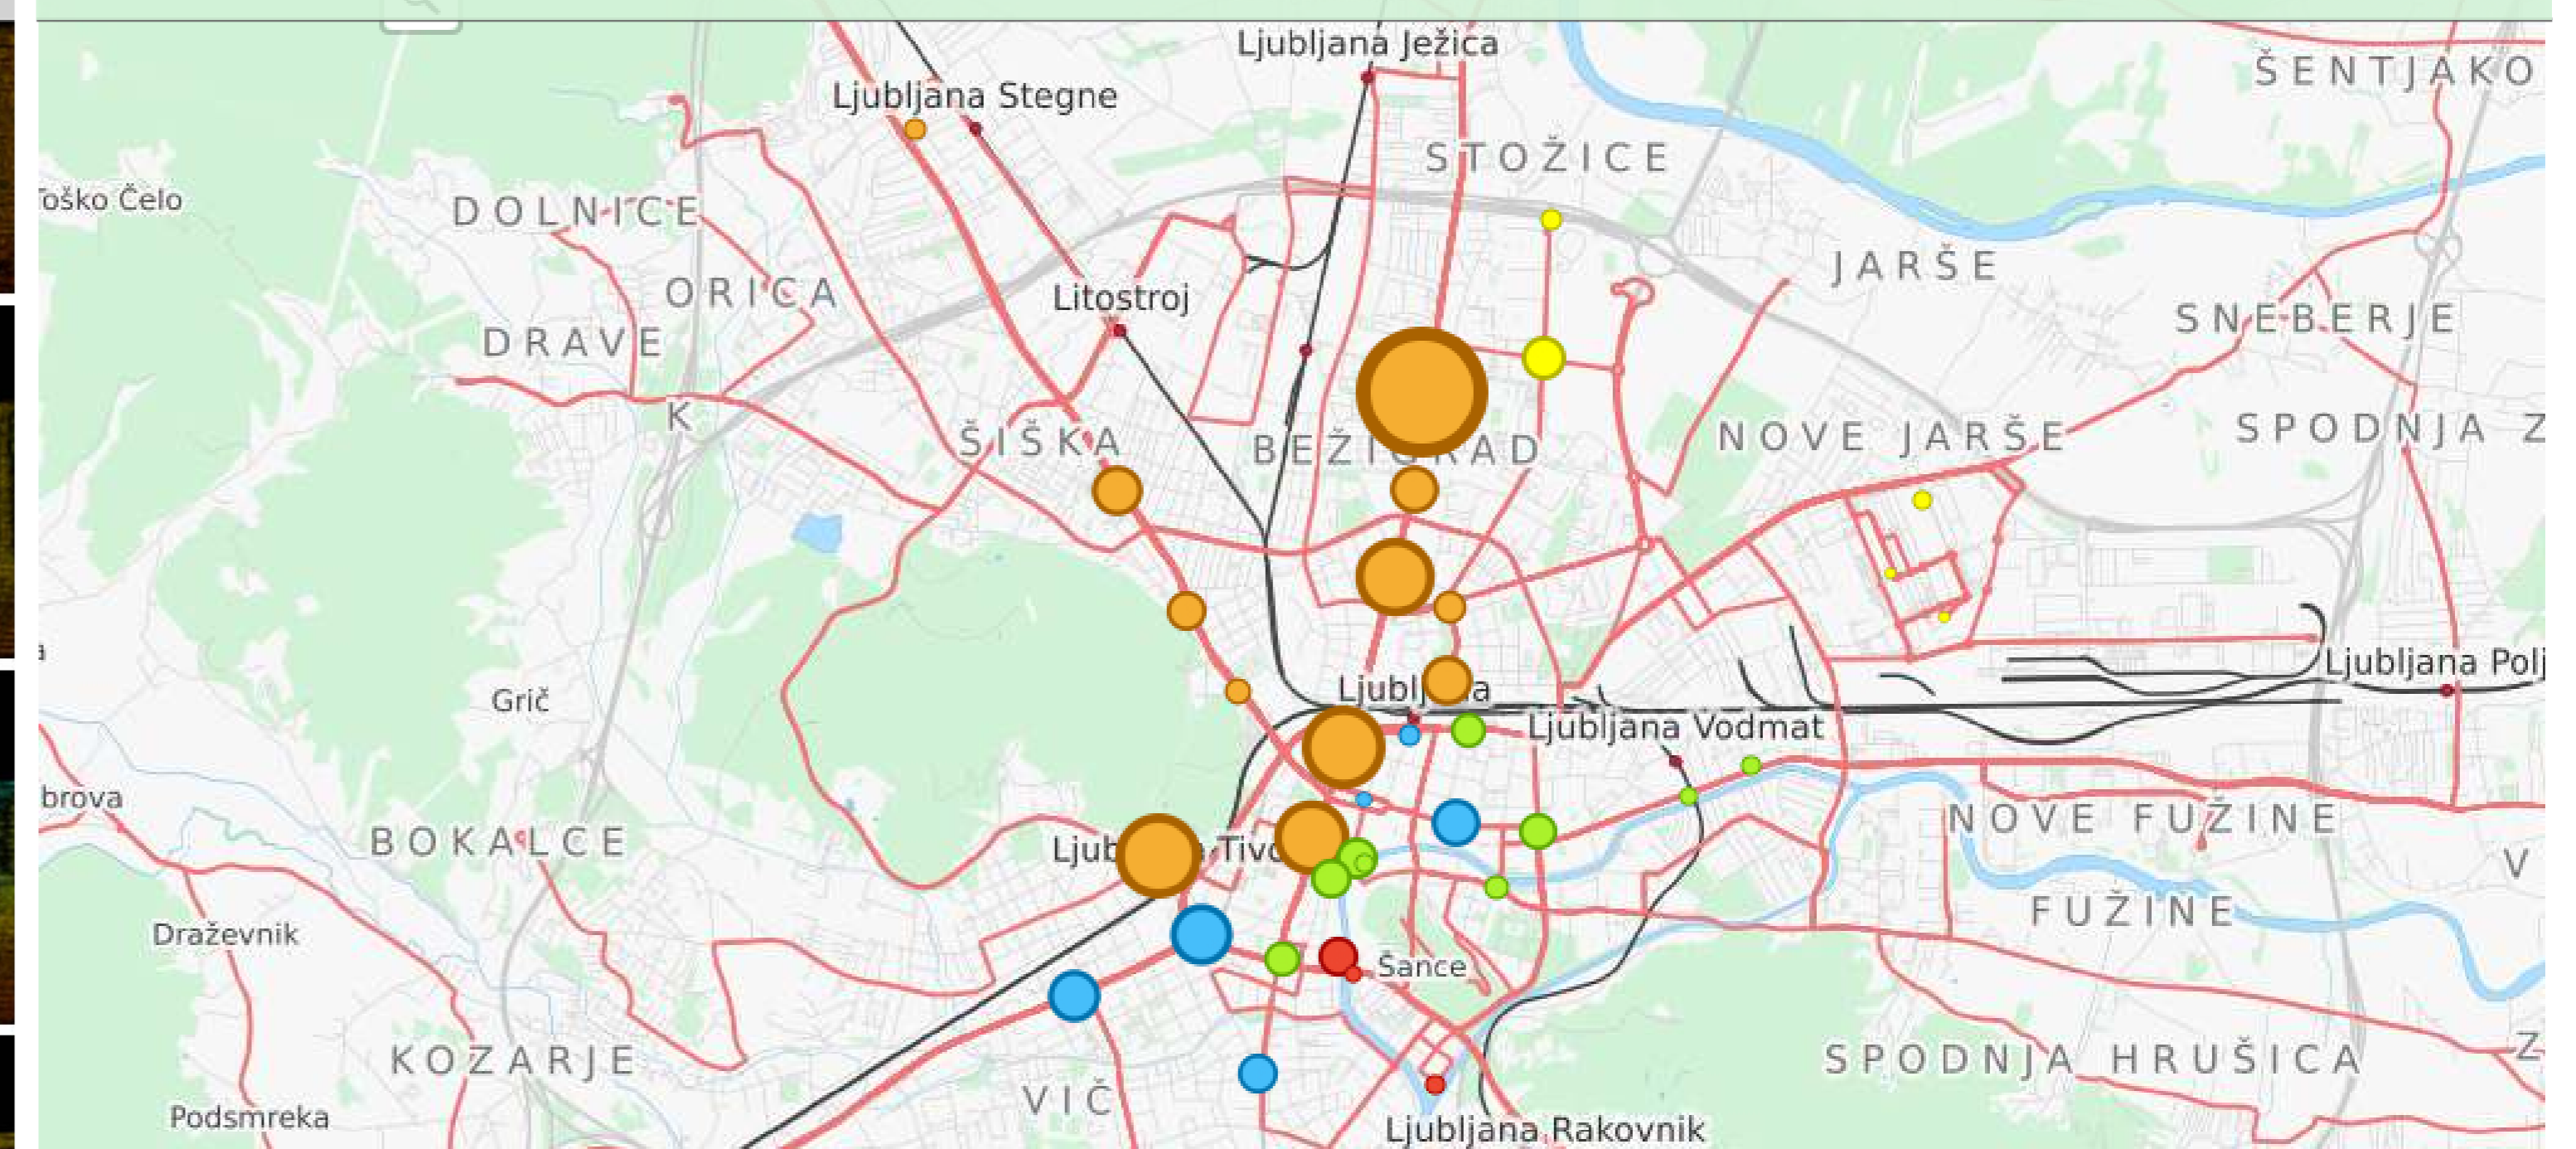 Ljubljana Ježica
ŠENTJAKO
Ljubljana Stegne
STOŽICE
Toško Čelo
DOLNICE
JARŠE
ORICA
Litostroj
SNEBERJE
DRAVE
K
ŠIŠKA
BEŽIGRAD
NOVE JARŠE
SPODNJA Z
Ljubljana Polj
Grič
Ljubljana Vodmat
brova
NOVE FUŽINE
BOKALCE
V
FUŽINE
Draževnik
Šance
KOZARJE
SPODNJA HRUŠICA
Z
VIČ
Podsmreka
Ljubljana Rakovnik